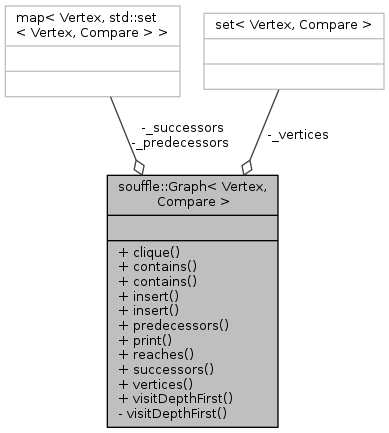 map< Vertex, std::set
< Vertex, Compare > >
set< Vertex, Compare >
-_successors
-_predecessors
-_vertices
souffle::Graph< Vertex,
Compare >
+ clique()
+ contains()
+ contains()
+ insert()
+ insert()
+ predecessors()
+ print()
+ reaches()
+ successors()
+ vertices()
+ visitDepthFirst()
- visitDepthFirst()